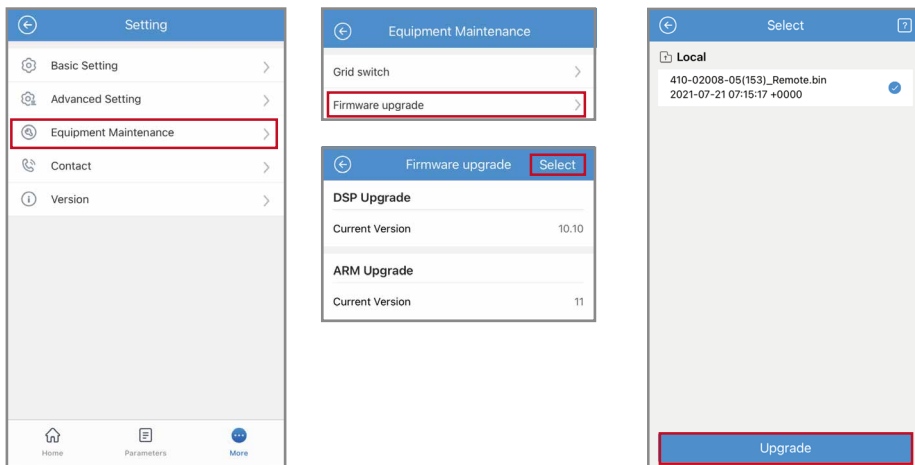 Setting
Basic Setting
Advanced Setting
Equipment Maintenance
Contact
Version
Home
Parameters
More
Equipment Maintenance
Grid switch
Firmware upgrade
Firmware upgrade
Select
DSP Upgrade
Current Version 10.10
ARM Upgrade
Current Version 11
Select
?
Local
410-02008-05(153)_Remote.bin
2021-07-21 07:15:17 +0000
Upgrade